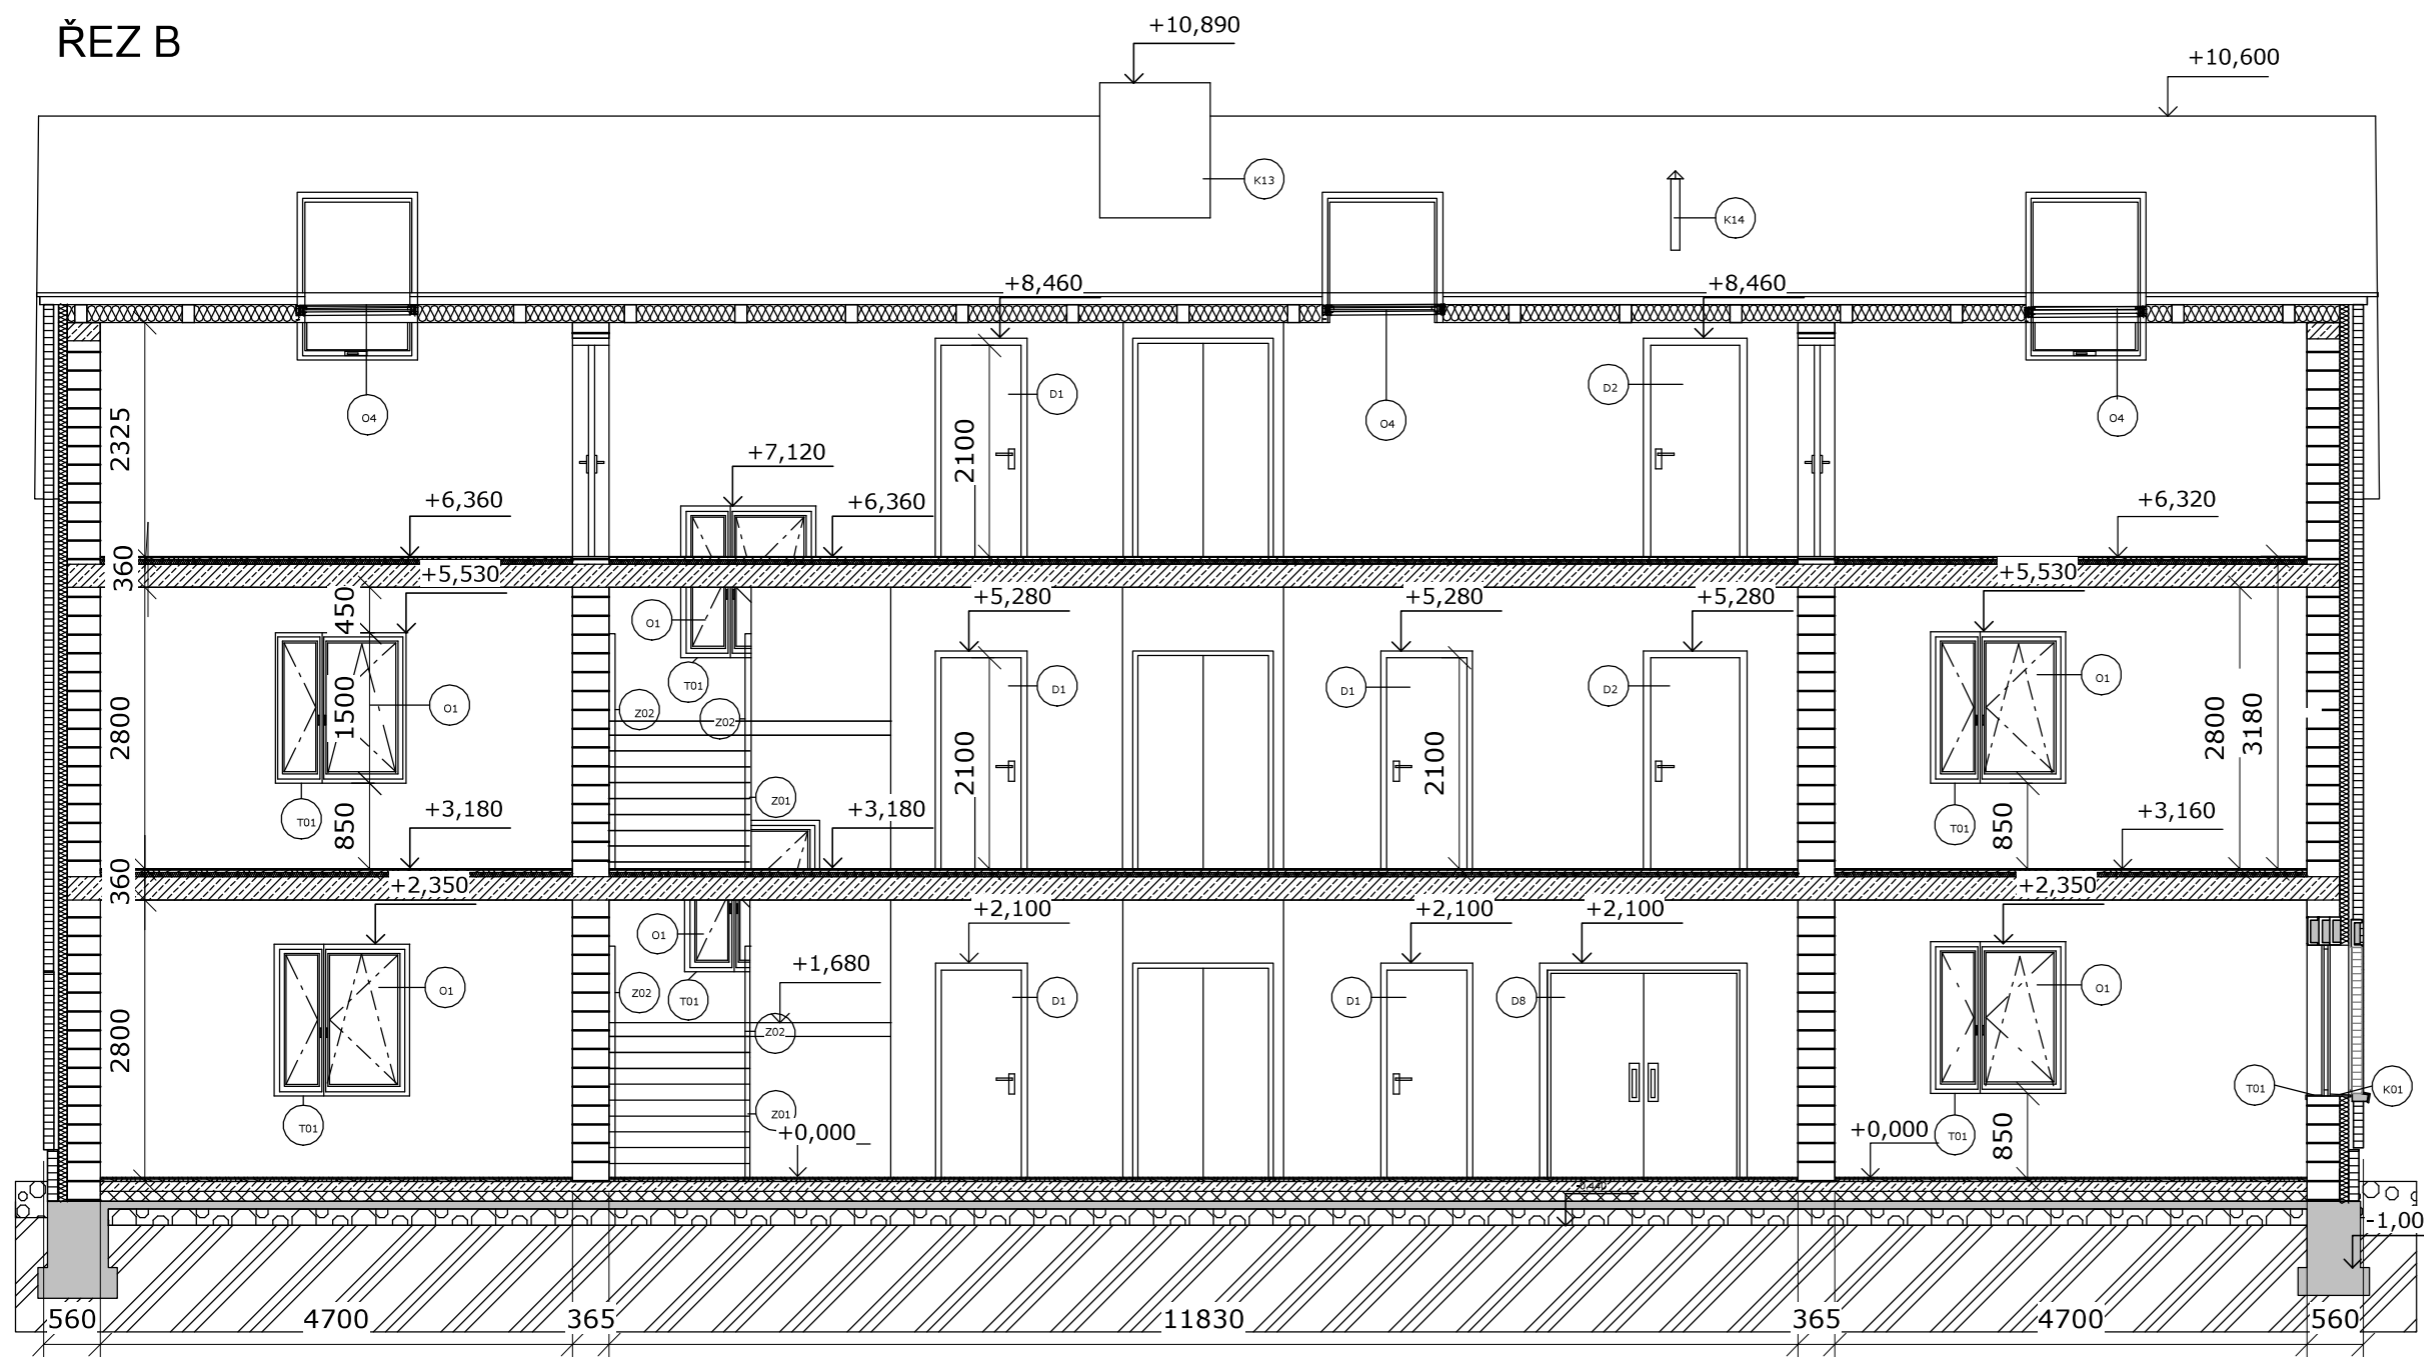 ŘEZ B
+10,890
+10,600
K13
K14
+8,460
+8,460
O4
O4
O4
D1
D2
2325
2100
+7,120
+6,360
+6,360
+6,320
360
+5,530
+5,530
450
+5,280
+5,280
+5,280
O1
T01
D1
D1
D2
O1
O1
Z02
Z02
1500
2800
2100
2100
2800
3180
Z01
T01
T01
850
+3,180
+3,180
850
+3,160
360
+2,350
+2,350
+2,100
+2,100
+2,100
O1
Z02
T01
+1,680
O1
D1
D1
D8
O1
Z02
2800
T01
K01
Z01
T01
+0,000_
+0,000
T01
850
-0,440
-1,00
560
4700
365
11830
365
4700
560